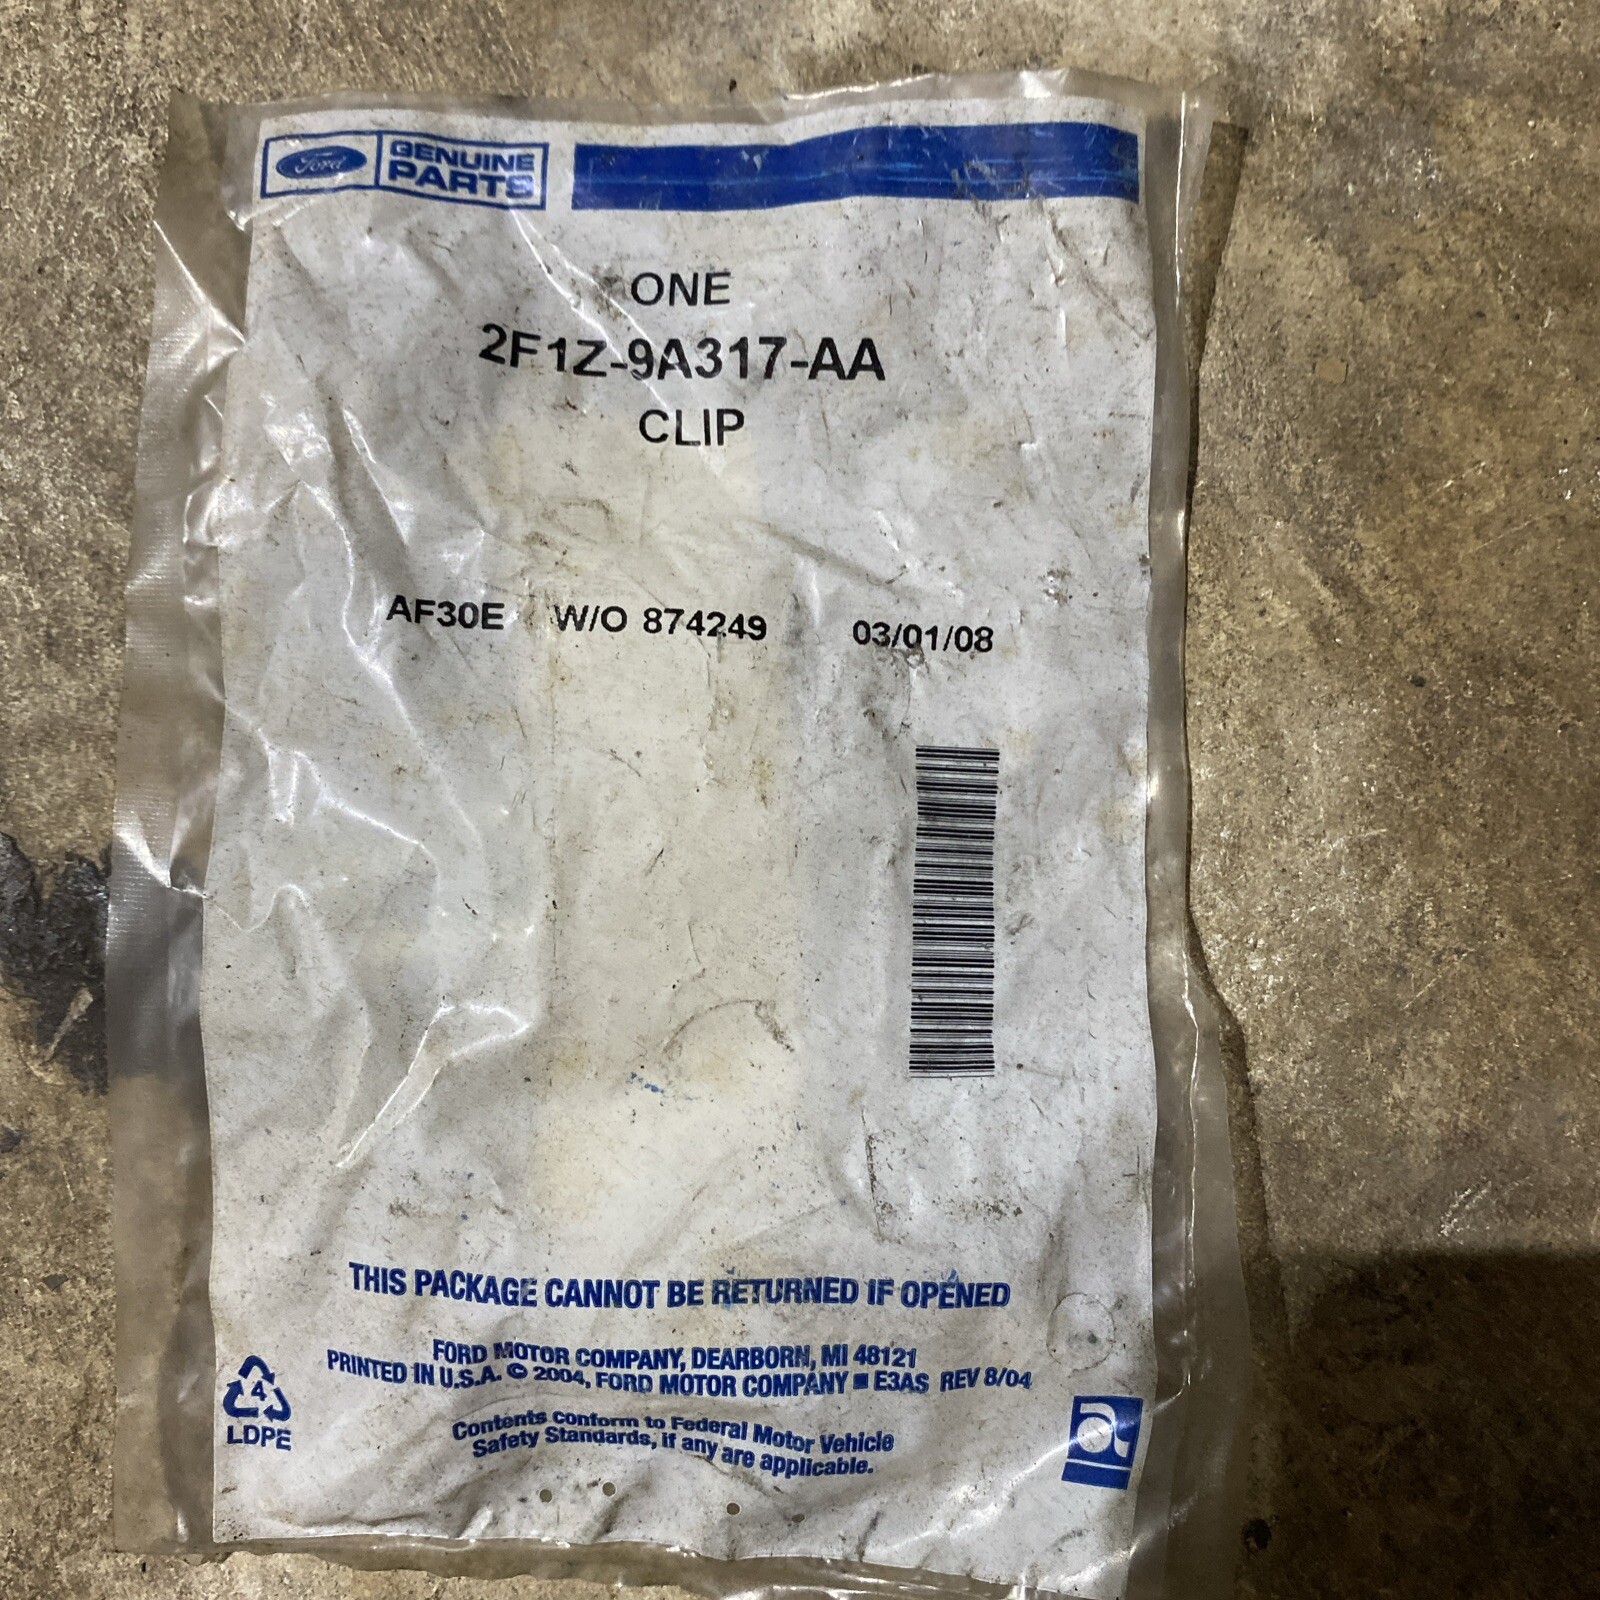 Ford GENUINE
PARTS
ONE
2F1Z-9A317-AA
CLIP
AF30E W/O 874249 03/01/08
THIS PACKAGE CANNOT BE RETURNED IF OPENED
FORD MOTOR COMPANY, DEARBORN, MI 48121
PRINTED IN U.S.A. © 2004, FORD MOTOR COMPANY ■ E3AS REV 8/04
4
LDPE
Contents conform to Federal Motor Vehicle
Safety Standards, if any are applicable.
a